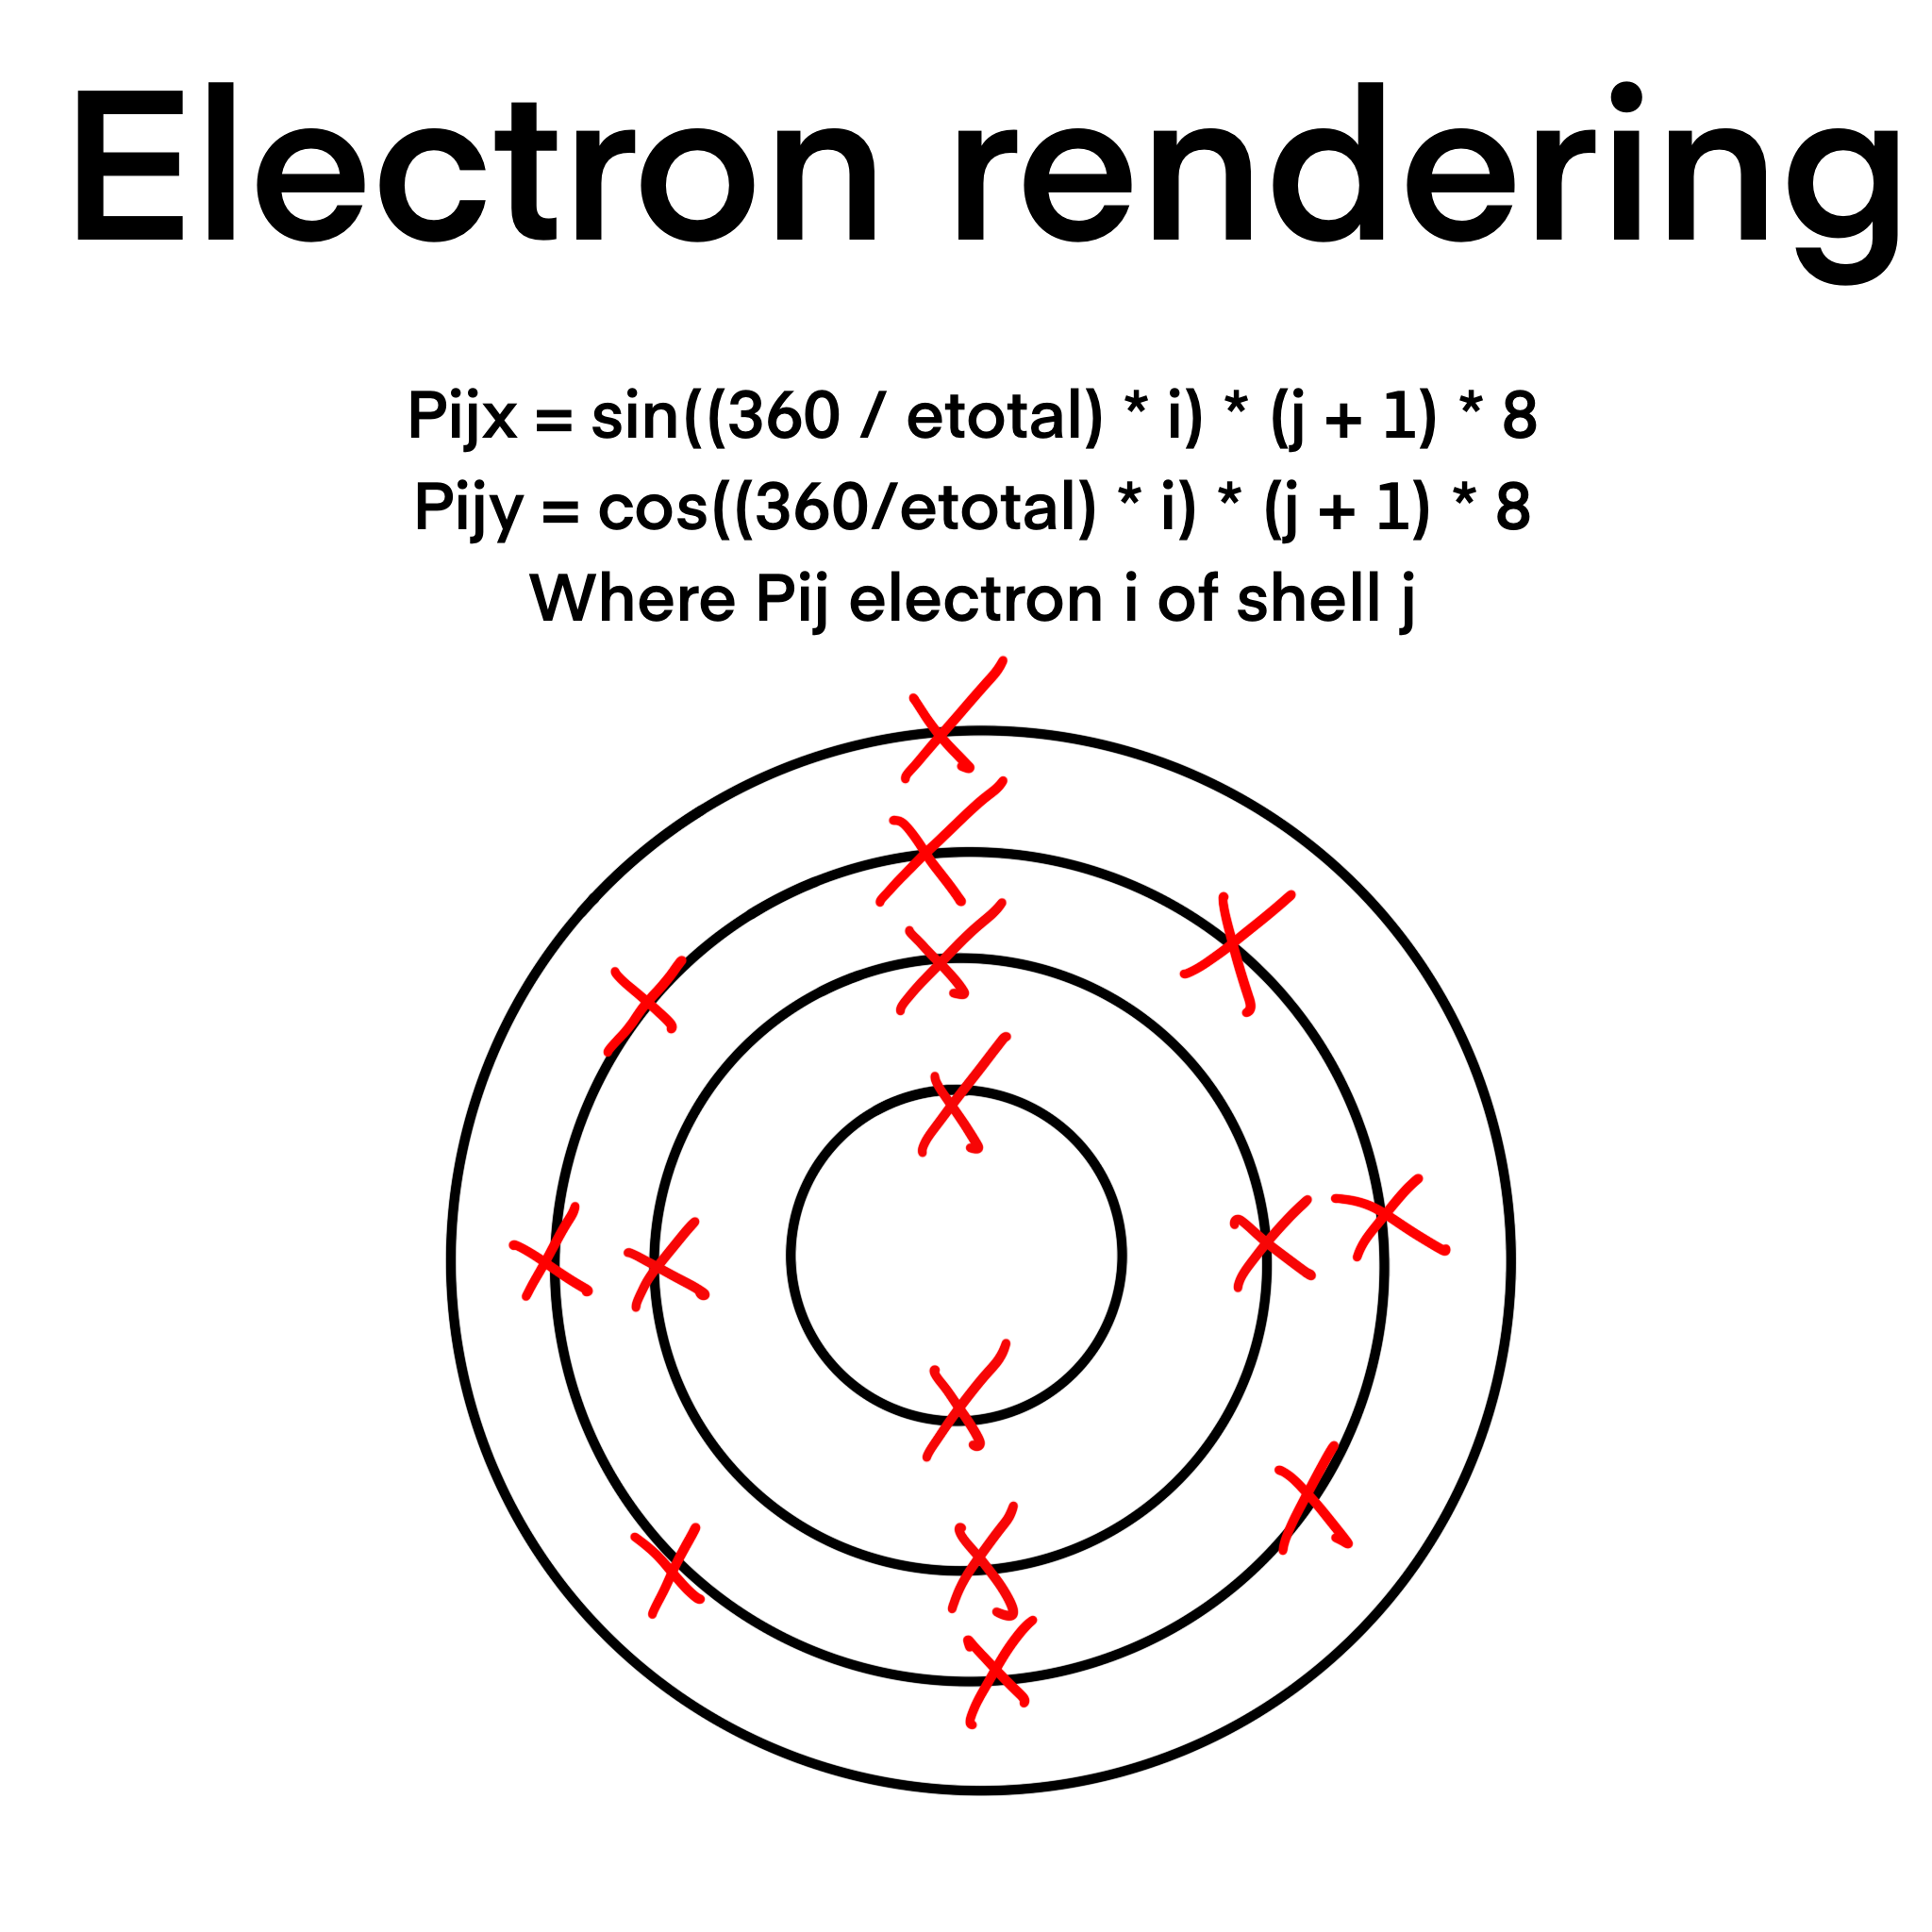 Electron rendering
Pijx = sin((360 / etotal) * i)) * (j + 1) * 8
Pijy = cos((360/etotal) * i) * (j + 1) * 8
Where Pij electron i of shell j